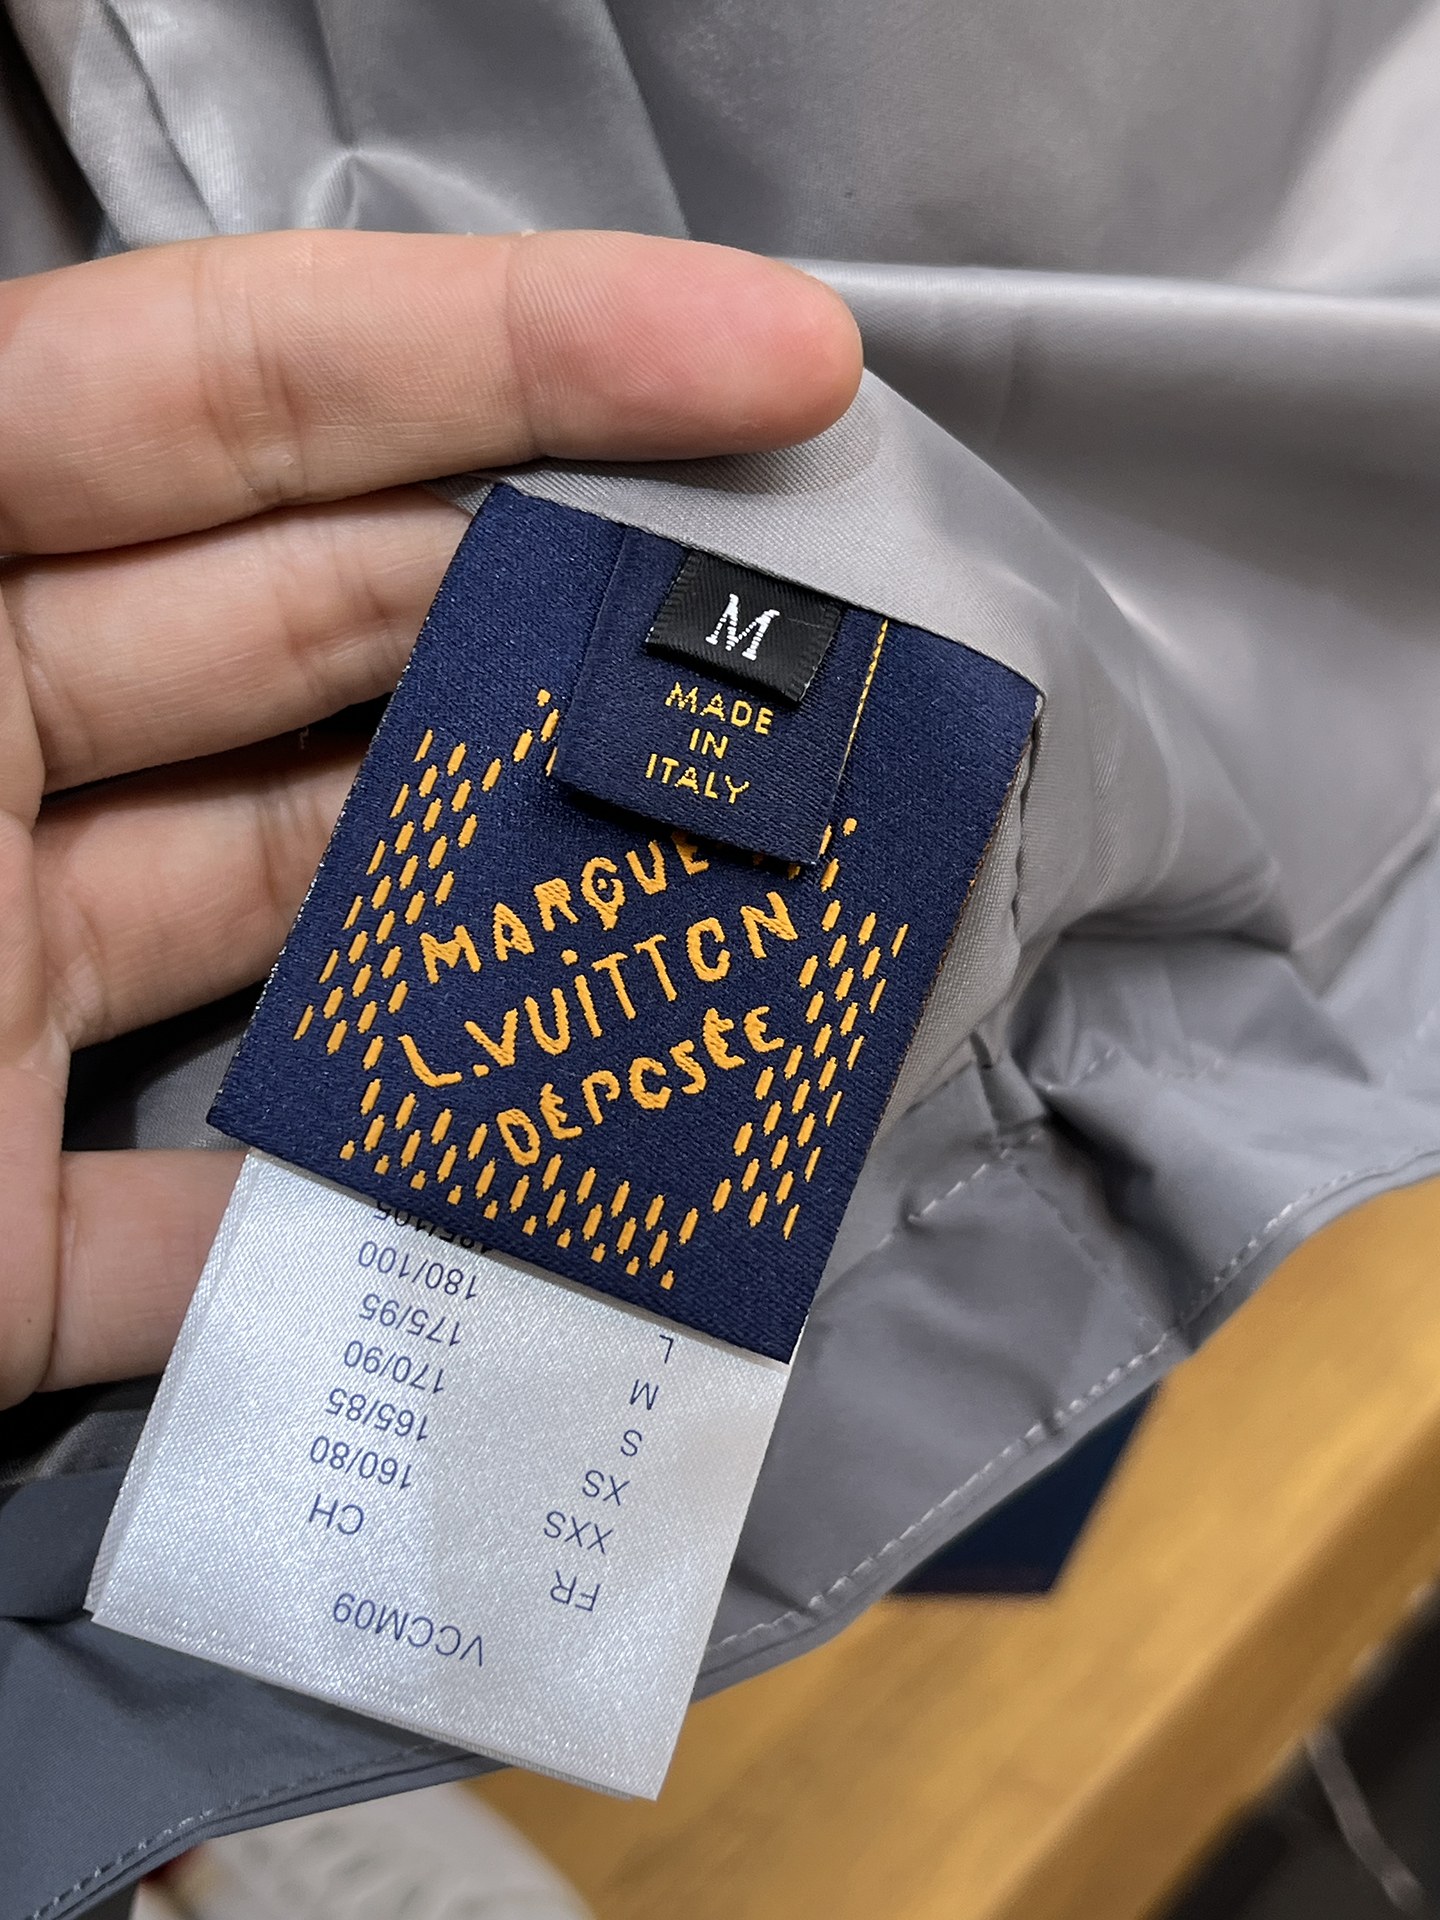 M
MADE
IN
ITALY
MARQUE
L.VUITTON
DÉPOSÉE
VCCM09
FR CH
XXS 160/80
XS 165/85
S 170/90
M 175/95
L 180/100